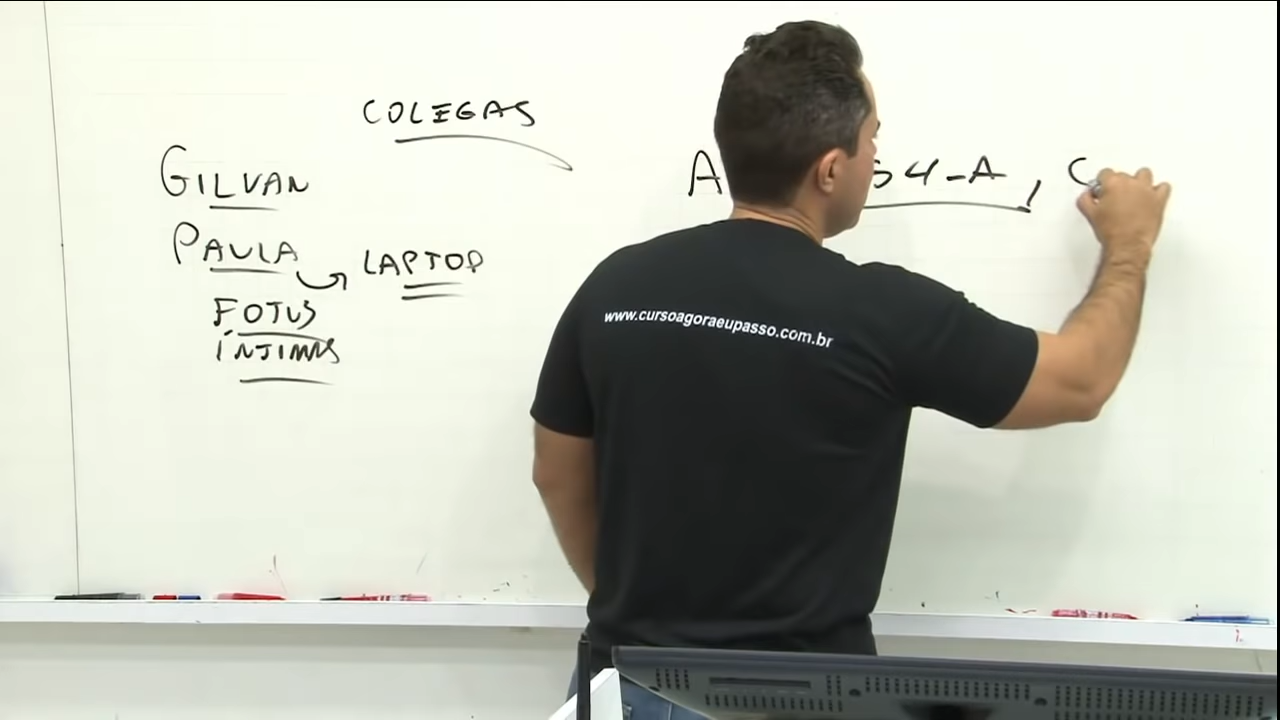 COLEGAS
GILVAN
PAULA
LAPTOP
FOTOS
ÍNTIMAS
A 54-A, C
www.cursoagoraeupasso.com.br